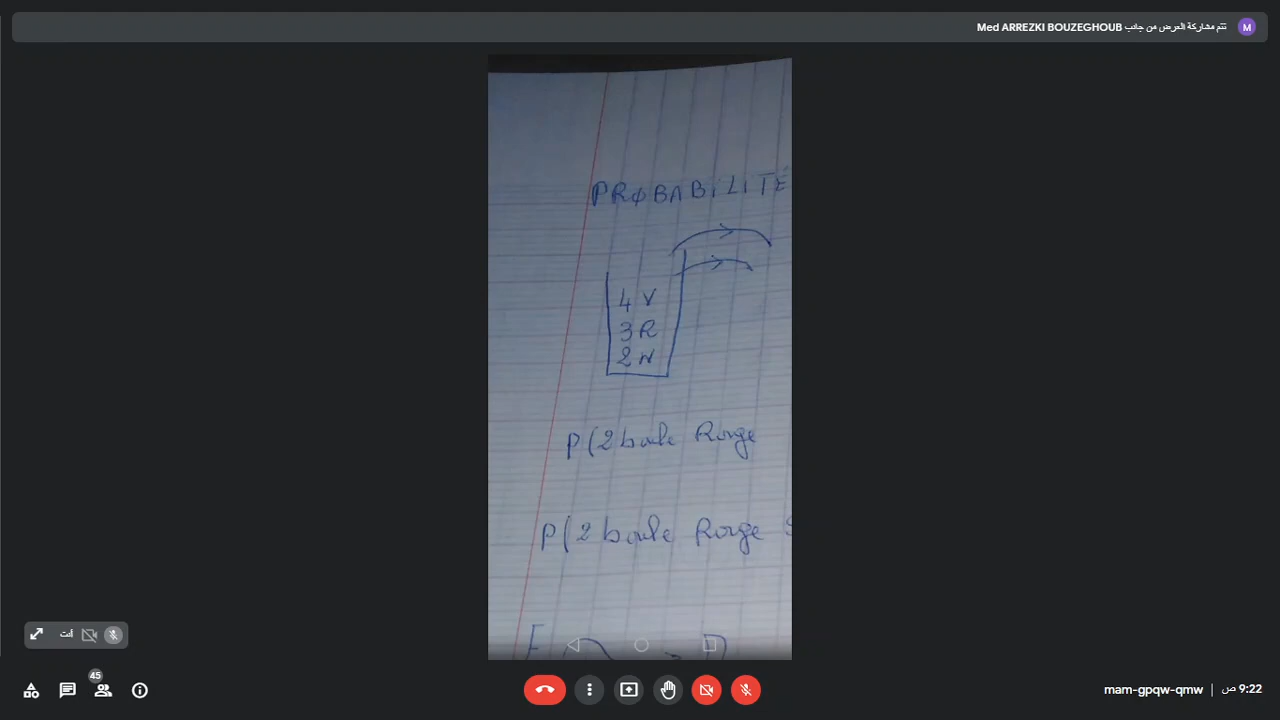 تتم مشاركة العرض من جانب Med ARREZKI BOUZEGHOUB
M
PROBABILITÉ
4 V
3 R
2 N
P(2 boule Rouge
P(2 boule Rouge
أنت
45
mam-gpqw-qmw | 9:22 ص